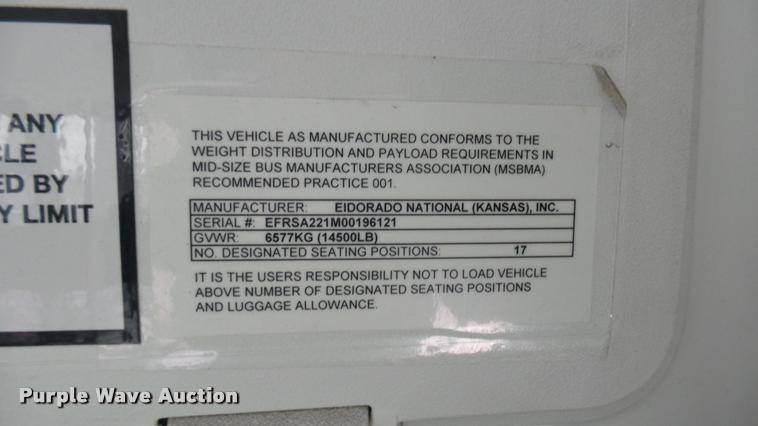 ANY
CLE
ED BY
Y LIMIT
THIS VEHICLE AS MANUFACTURED CONFORMS TO THE
WEIGHT DISTRIBUTION AND PAYLOAD REQUIREMENTS IN
MID-SIZE BUS MANUFACTURERS ASSOCIATION (MSBMA)
RECOMMENDED PRACTICE 001.
MANUFACTURER: EIDORADO NATIONAL (KANSAS), INC.
SERIAL #: EFRSA221M00196121
GVWR: 6577KG (14500LB)
NO. DESIGNATED SEATING POSITIONS: 17
IT IS THE USERS RESPONSIBILITY NOT TO LOAD VEHICLE
ABOVE NUMBER OF DESIGNATED SEATING POSITIONS
AND LUGGAGE ALLOWANCE.
Purple Wave Auction